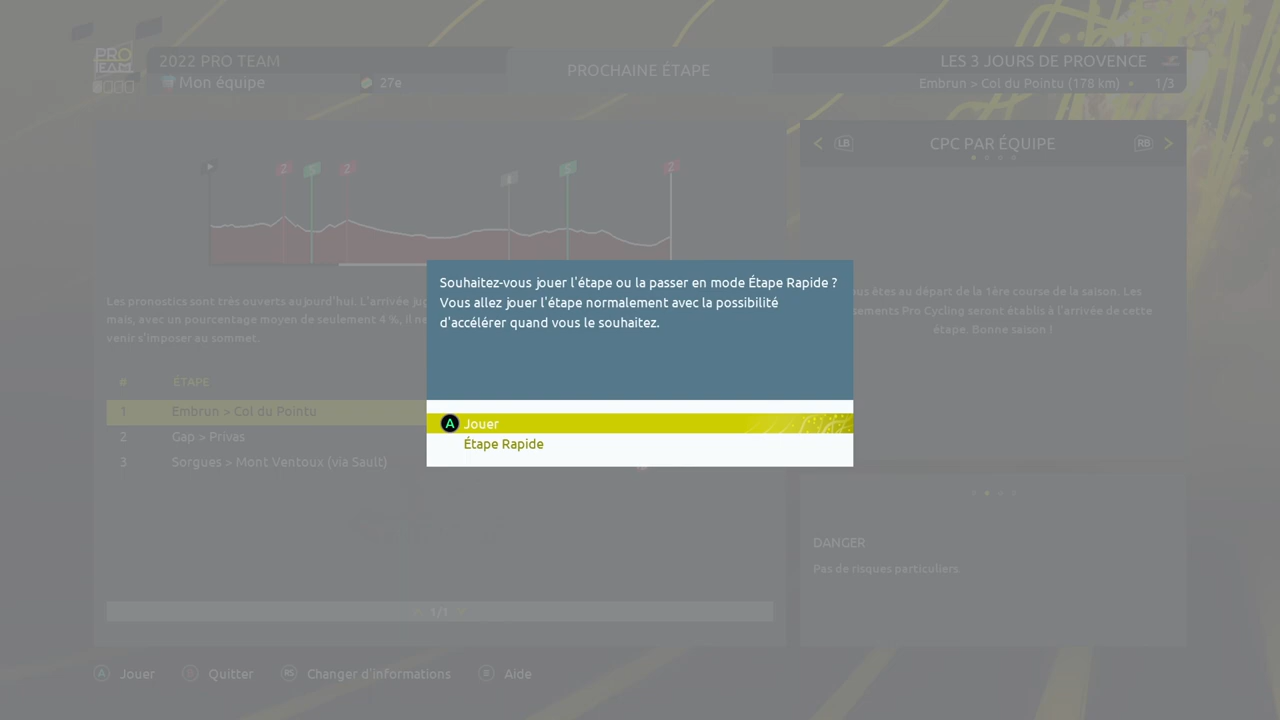 PRO
TEAM
2022 PRO TEAM
Mon équipe
27e
PROCHAINE ÉTAPE
LES 3 JOURS DE PROVENCE
Embrun > Col du Pointu (178 km) • 1/3
LB
CPC PAR ÉQUIPE
RB
2
S
2
S
2
Souhaitez-vous jouer l'étape ou la passer en mode Étape Rapide ?
Vous allez jouer l'étape normalement avec la possibilité
d'accélérer quand vous le souhaitez.
Les pronostics sont très ouverts aujourd'hui. L'arrivée
mais, avec un pourcentage moyen de seulement 4 %, il
venir s'imposer au sommet.
êtes au départ de la 1ère course de la saison. Les
Pro Cycling seront établis à l'arrivée de cette
étape. Bonne saison !
# ÉTAPE
1 Embrun > Col du Pointu
2 Gap > Privas
3 Sorgues > Mont Ventoux (via Sault)
A Jouer
Étape Rapide
DANGER
Pas de risques particuliers.
1/1
A Jouer
Quitter
RS Changer d'informations
B Aide